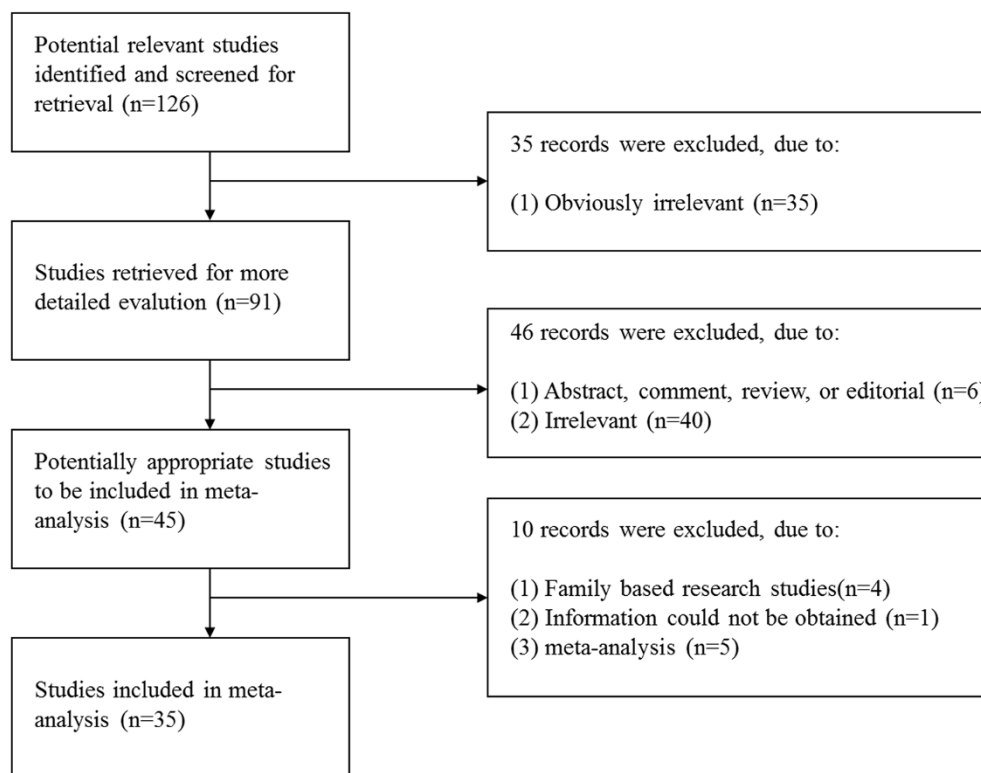 Potential relevant studies
identified and screened for
retrieval (n=126)
35 records were excluded, due to:
(1) Obviously irrelevant (n=35)
Studies retrieved for more
detailed evalution (n=91)
46 records were excluded, due to:
(1) Abstract, comment, review, or editorial (n=6)
(2) Irrelevant (n=40)
Potentially appropriate studies
to be included in meta-
analysis (n=45)
10 records were excluded, due to:
(1) Family based research studies(n=4)
(2) Information could not be obtained (n=1)
(3) meta-analysis (n=5)
Studies included in meta-
analysis (n=35)